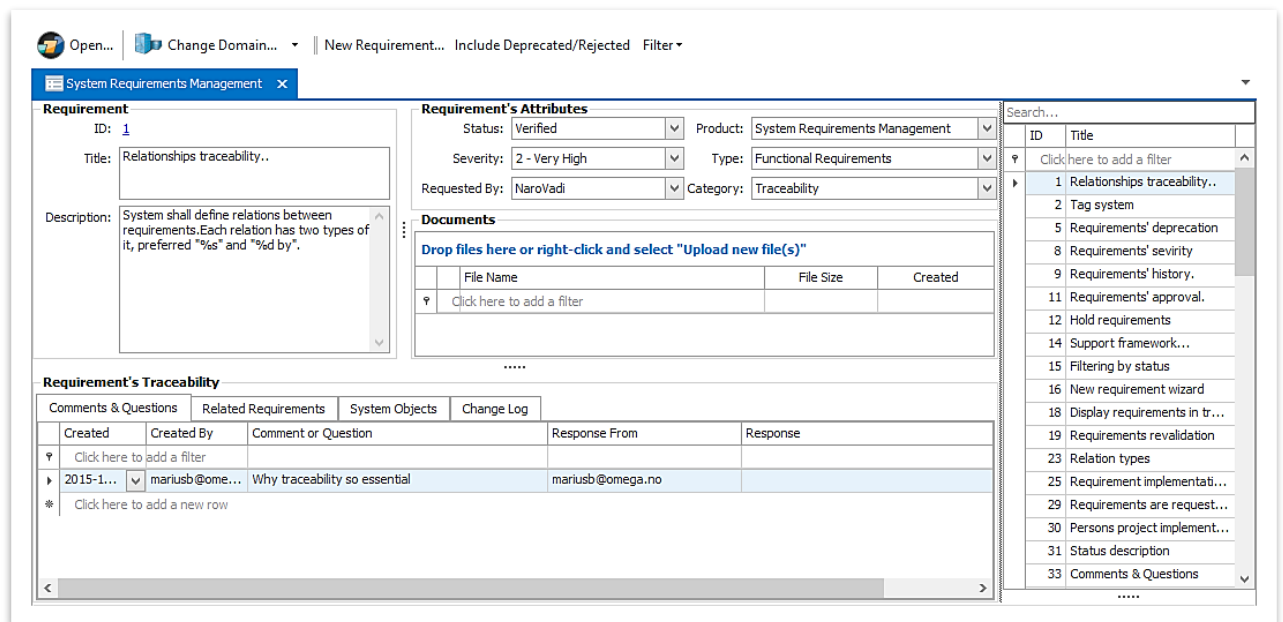 Open... Change Domain... New Requirement... Include Deprecated/Rejected Filter
System Requirements Management
Requirement
ID: 1
Title: Relationships traceability..
Description: System shall define relations between
requirements.Each relation has two types of
it, preferred "%s" and "%d by".
Requirement's Attributes
Status: Verified Product: System Requirements Management
Severity: 2 - Very High Type: Functional Requirements
Requested By: NaroVadi Category: Traceability
Documents
Drop files here or right-click and select "Upload new file(s)"
File Name File Size Created
Click here to add a filter
Requirement's Traceability
Comments & Questions Related Requirements System Objects Change Log
Created Created By Comment or Question Response From Response
Click here to add a filter
2015-1... mariusb@ome... Why traceability so essential mariusb@omega.no
Click here to add a new row
Search...
ID Title
Click here to add a filter
1 Relationships traceability..
2 Tag system
5 Requirements' deprecation
8 Requirements' sevirity
9 Requirements' history.
11 Requirements' approval.
12 Hold requirements
14 Support framework...
15 Filtering by status
16 New requirement wizard
18 Display requirements in tr...
19 Requirements revalidation
23 Relation types
25 Requirement implementati...
29 Requirements are request...
30 Persons project implement...
31 Status description
33 Comments & Questions